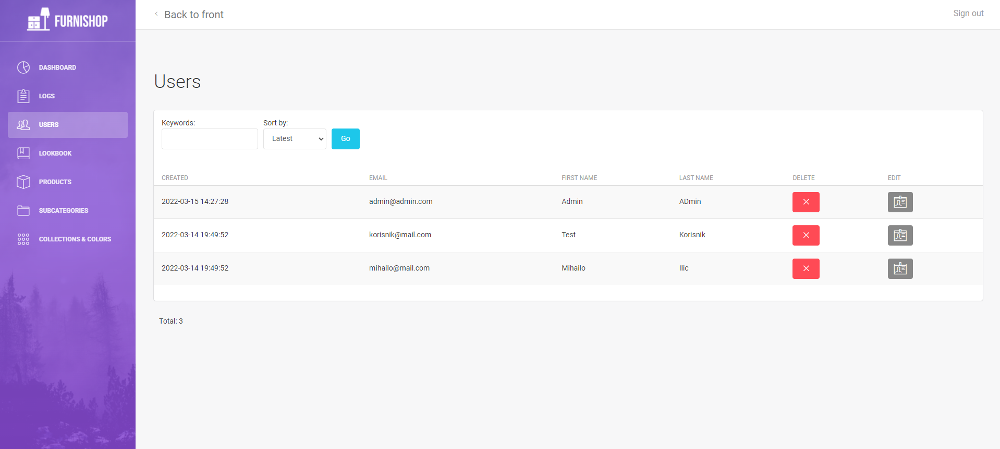 FURNISHOP
Back to front
Sign out
DASHBOARD
LOGS
USERS
LOOKBOOK
PRODUCTS
SUBCATEGORIES
COLLECTIONS & COLORS
Users
Keywords: Sort by:
Latest Go
CREATED EMAIL FIRST NAME LAST NAME DELETE EDIT
2022-03-15 14:27:28 admin@admin.com Admin ADmin
2022-03-14 19:49:52 korisnik@mail.com Test Korisnik
2022-03-14 19:49:52 mihailo@mail.com Mihailo Ilic
Total: 3